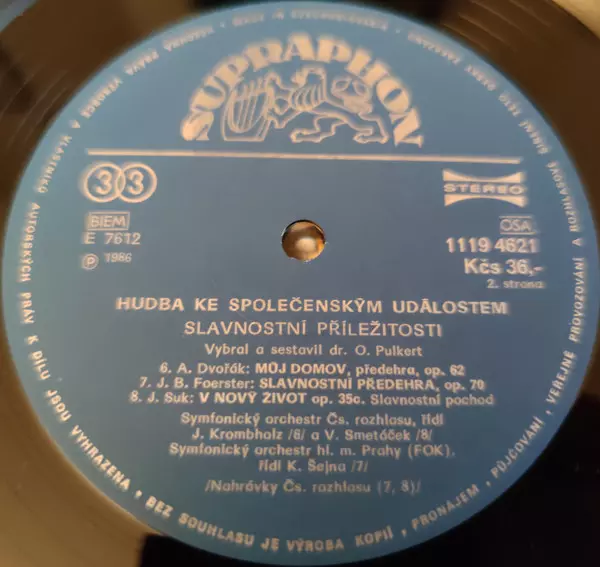 SUPRAPHON
33
STEREO
BIEM
E 7612
℗ 1986
OSA
1119 4621
Kčs 36,-
2. strona
HUDBA KE SPOLEČENSKÝM UDÁLOSTEM
SLAVNOSTNÍ PŘÍLEŽITOSTI
Vybral a sestavil dr. O. Pulkert
6. A. Dvořák: MŮJ DOMOV, předehra, op. 62
7. J. B. Foerster: SLAVNOSTNÍ PŘEDEHRA, op. 70
8. J. Suk: V NOVÝ ŽIVOT op. 35c. Slavnostní pochod
Symfonický orchestr Čs. rozhlasu, řídí
J. Krombholz /6/ a V. Smetáček /8/
Symfonický orchestr hl. m. Prahy (FOK),
řídí K. Šejna /7/
/Nahrávky Čs. rozhlasu (7, 8)/
AUTORSKÝCH PRÁV K DÍLU JSOU VYHRAZENA • BEZ SOUHLASU JE VÝROBA KOPIÍ, PRONÁJEM, PŮJČOVÁNÍ, VEŘEJNÉ PROVOZOVÁNÍ A ROZHLASOVÉ ŠÍŘENÍ TÉTO